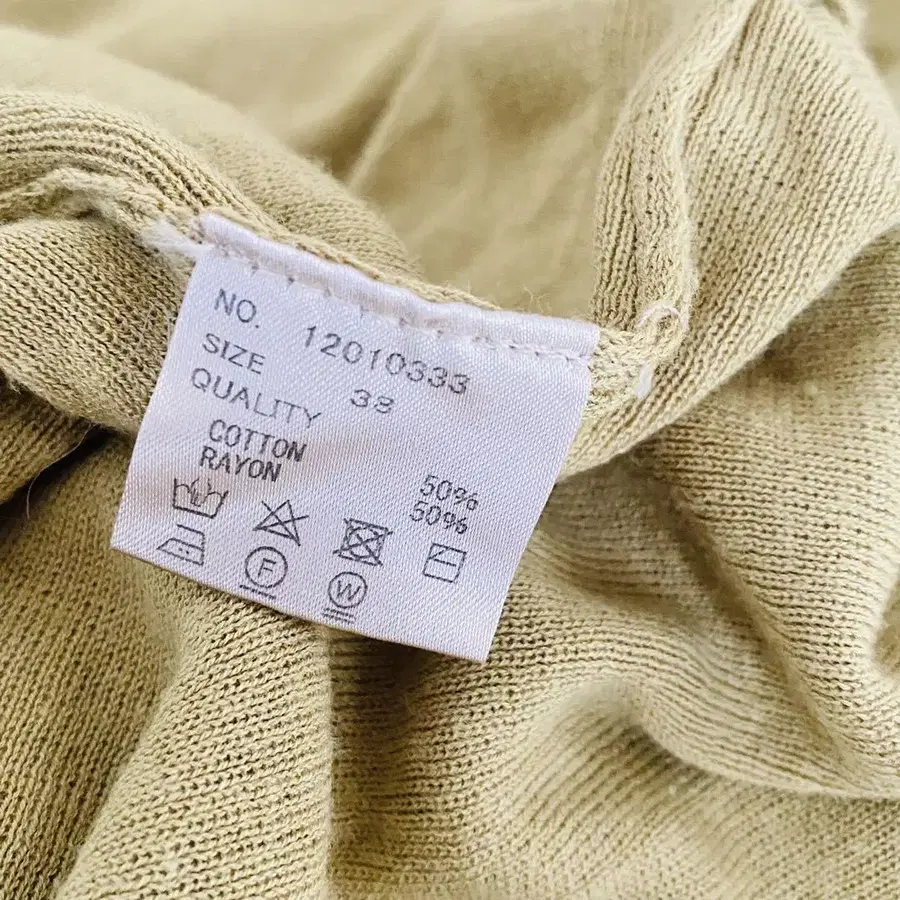 NO. 12010333
SIZE 38
QUALITY
COTTON 50%
RAYON 50%
F
W